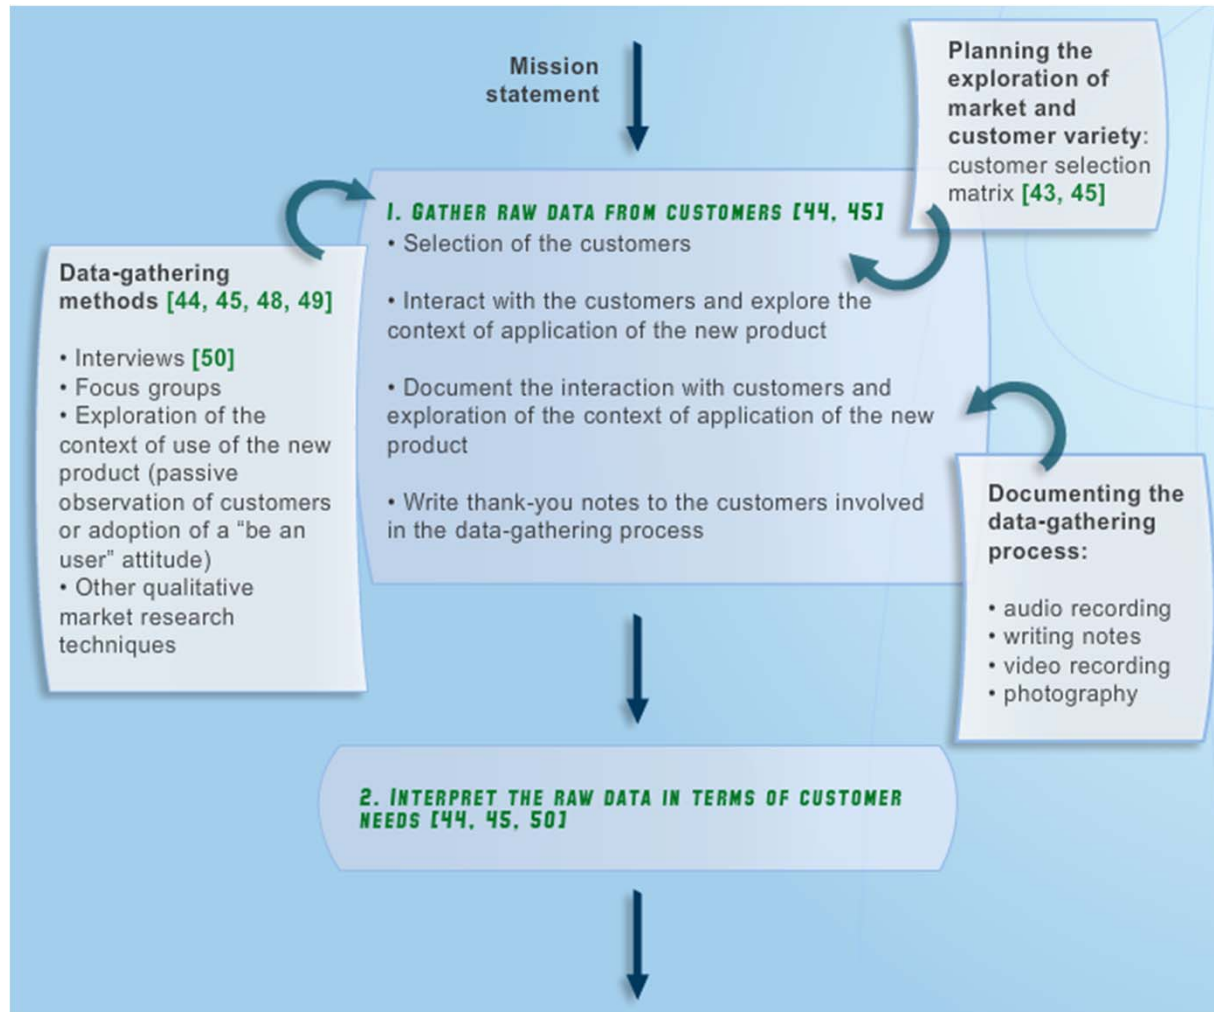 Mission
statement
Planning the
exploration of
market and
customer variety:
customer selection
matrix [43, 45]
1. GATHER RAW DATA FROM CUSTOMERS [44, 45]
• Selection of the customers
• Interact with the customers and explore the
context of application of the new product
• Document the interaction with customers and
exploration of the context of application of the new
product
• Write thank-you notes to the customers involved
in the data-gathering process
Data-gathering
methods [44, 45, 48, 49]
• Interviews [50]
• Focus groups
• Exploration of the
context of use of the new
product (passive
observation of customers
or adoption of a “be an
user” attitude)
• Other qualitative
market research
techniques
Documenting the
data-gathering
process:
• audio recording
• writing notes
• video recording
• photography
2. INTERPRET THE RAW DATA IN TERMS OF CUSTOMER
NEEDS [44, 45, 50]